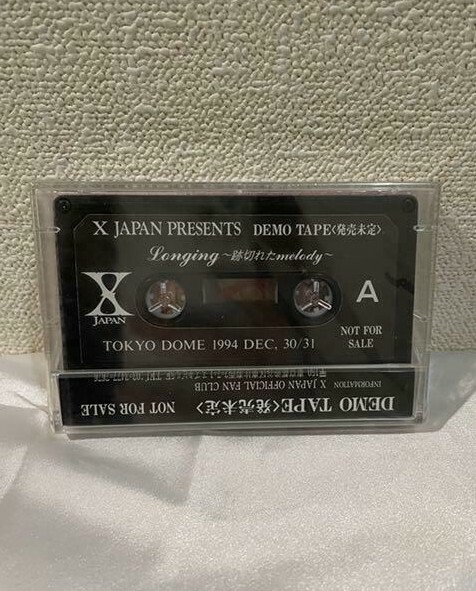 X JAPAN PRESENTS DEMO TAPE<発売未定>
Longing ~跡切れたmelody~
X
JAPAN
A
TOKYO DOME 1994 DEC, 30/31
NOT FOR
SALE
DEMO TAPE<発売未定> NOT FOR SALE
INFORMATION
X JAPAN OFFICIAL FAN CLUB